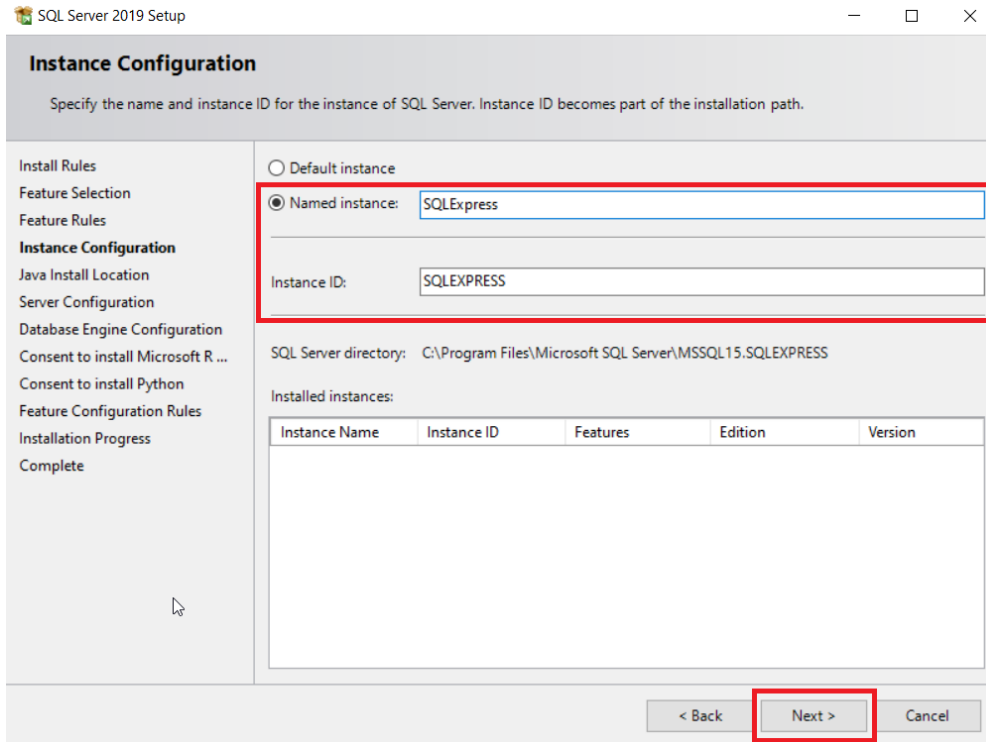 SQL Server 2019 Setup
Instance Configuration
Specify the name and instance ID for the instance of SQL Server. Instance ID becomes part of the installation path.
Install Rules
Feature Selection
Feature Rules
Instance Configuration
Java Install Location
Server Configuration
Database Engine Configuration
Consent to install Microsoft R ...
Consent to install Python
Feature Configuration Rules
Installation Progress
Complete
Default instance
Named instance: SQLExpress
Instance ID: SQLEXPRESS
SQL Server directory: C:\Program Files\Microsoft SQL Server\MSSQL15.SQLEXPRESS
Installed instances:
Instance Name Instance ID Features Edition Version
< Back Next > Cancel